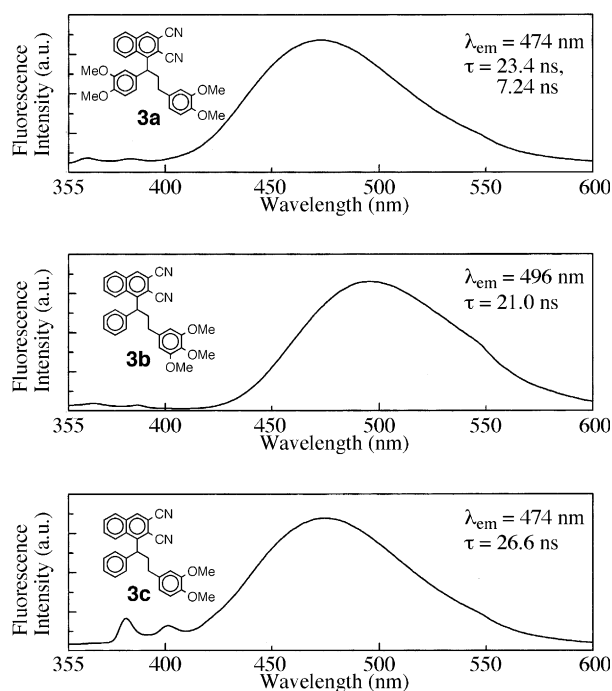 Fluorescence
Intensity (a.u.)
CN
CN
MeO
MeO
OMe
OMe
3a
λem = 474 nm
τ = 23.4 ns,
7.24 ns
355 400 450 500 550 600
Wavelength (nm)
Fluorescence
Intensity (a.u.)
CN
CN
OMe
OMe
OMe
3b
λem = 496 nm
τ = 21.0 ns
355 400 450 500 550 600
Wavelength (nm)
Fluorescence
Intensity (a.u.)
CN
CN
OMe
OMe
3c
λem = 474 nm
τ = 26.6 ns
355 400 450 500 550 600
Wavelength (nm)